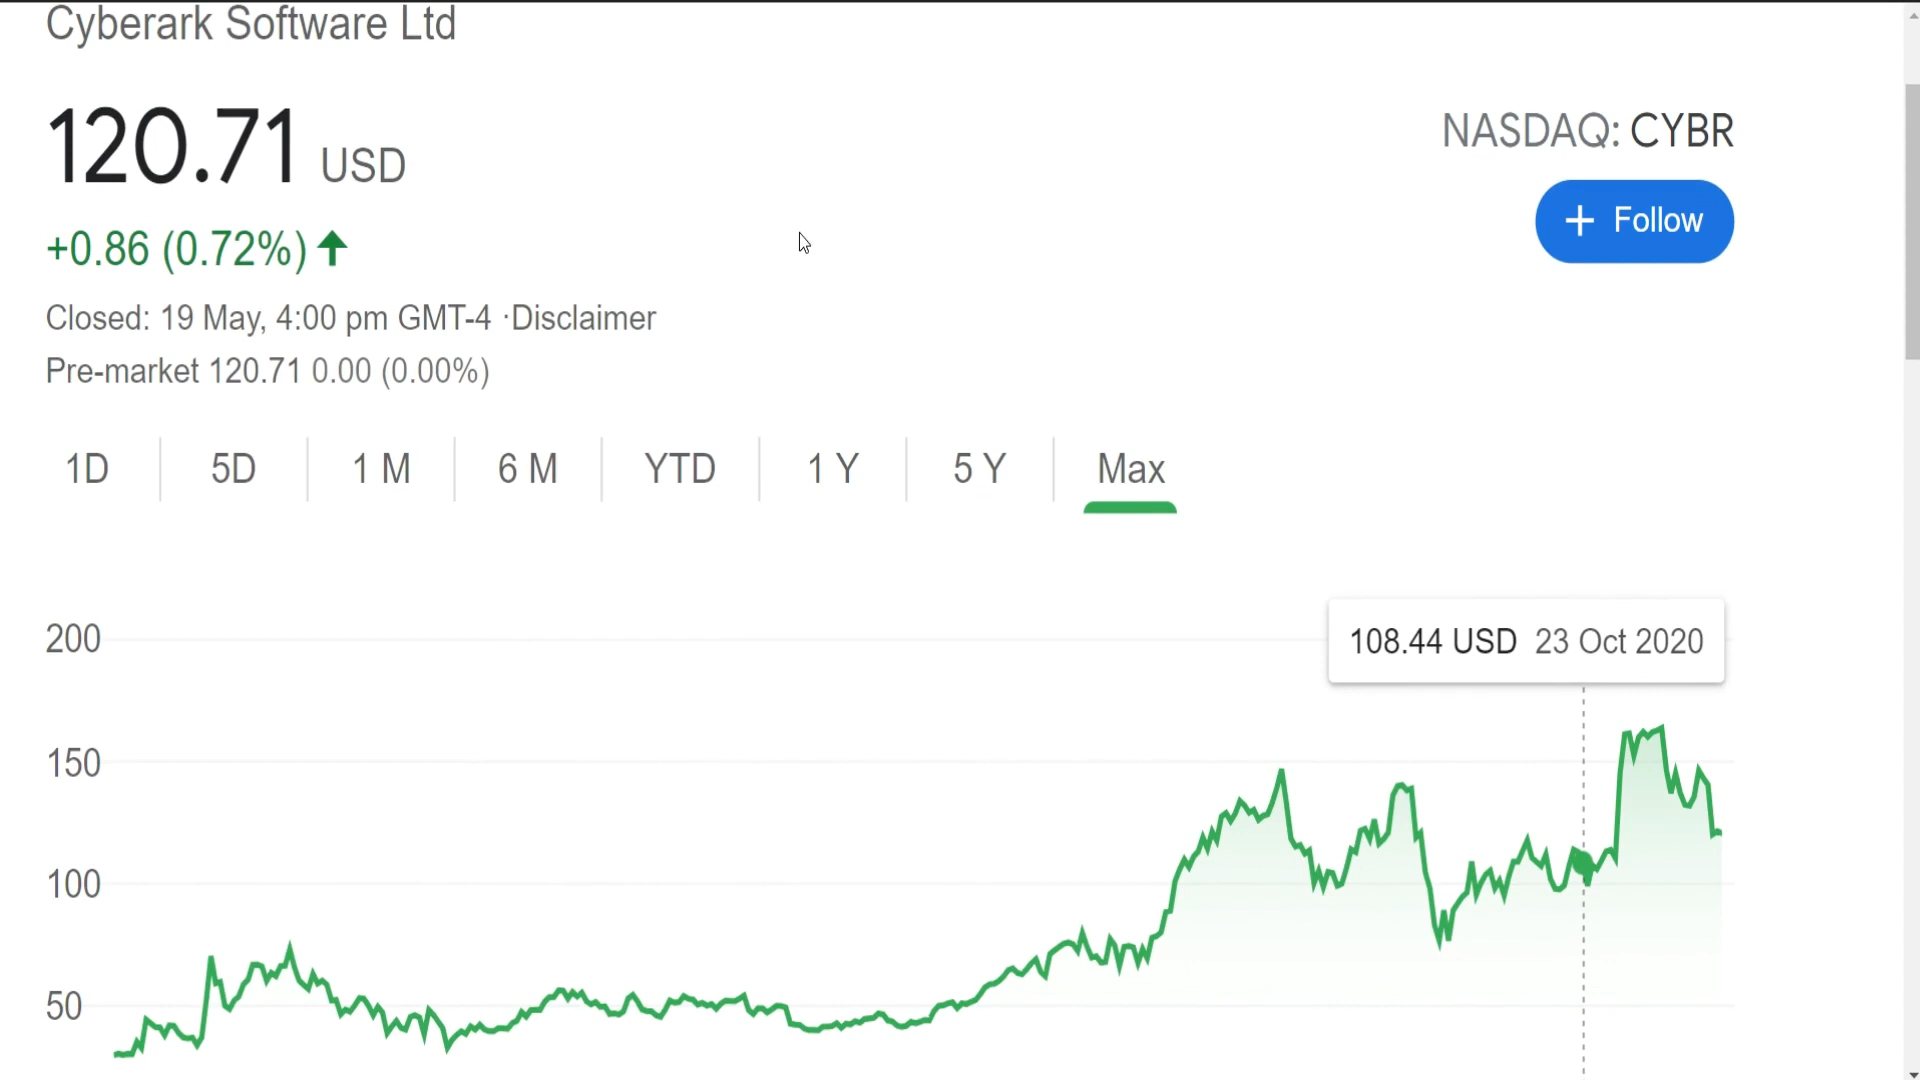 Cyberark Software Ltd
120.71 USD
NASDAQ: CYBR
+ Follow
+0.86 (0.72%)
Closed: 19 May, 4:00 pm GMT-4 ·Disclaimer
Pre-market 120.71 0.00 (0.00%)
1D 5D 1 M 6 M YTD 1 Y 5 Y Max
108.44 USD 23 Oct 2020
200
150
100
50